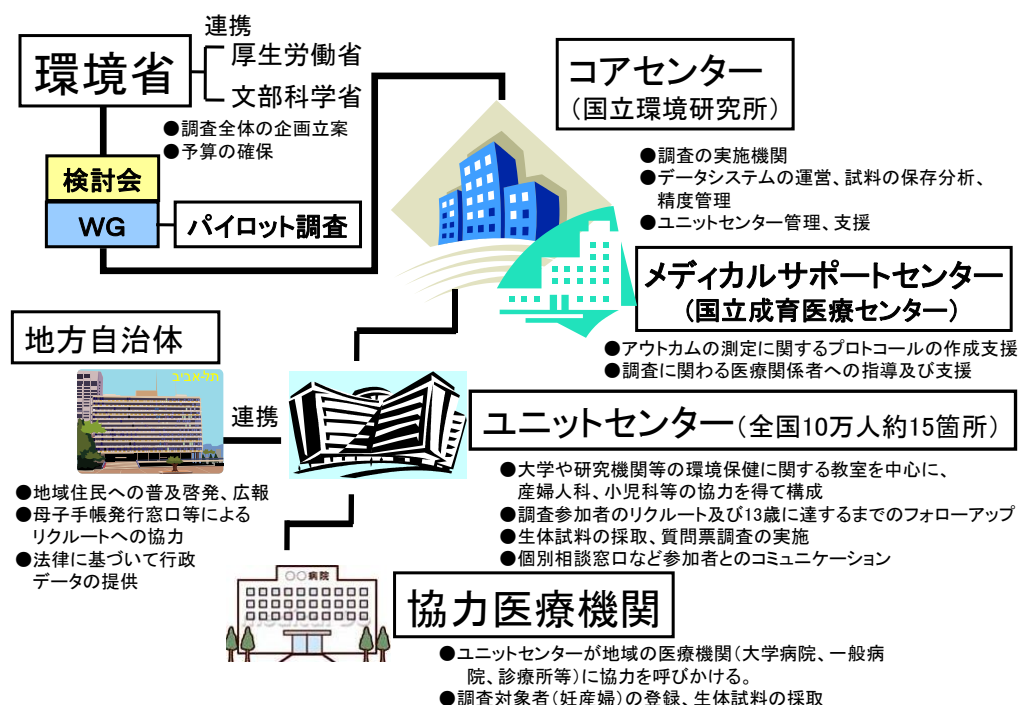 連携
環境省
厚生労働省
文部科学省
●調査全体の企画立案
●予算の確保
検討会
WG
パイロット調査
コアセンター
(国立環境研究所)
●調査の実施機関
●データシステムの運営、試料の保存分析、
精度管理
●ユニットセンター管理、支援
メディカルサポートセンター
(国立成育医療センター)
●アウトカムの測定に関するプロトコールの作成支援
●調査に関わる医療関係者への指導及び支援
地方自治体
תל-אביב
連携
●地域住民への普及啓発、広報
●母子手帳発行窓口等による
リクルートへの協力
●法律に基づいて行政
データの提供
ユニットセンター(全国10万人約15箇所)
●大学や研究機関等の環境保健に関する教室を中心に、
産婦人科、小児科等の協力を得て構成
●調査参加者のリクルート及び13歳に達するまでのフォローアップ
●生体試料の採取、質問票調査の実施
●個別相談窓口など参加者とのコミュニケーション
○○病院
協力医療機関
●ユニットセンターが地域の医療機関(大学病院、一般病
院、診療所等)に協力を呼びかける。
●調査対象者(妊産婦)の登録、生体試料の採取